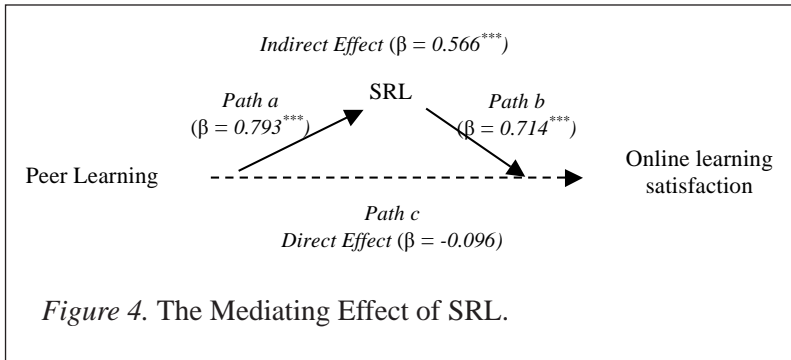 Indirect Effect (β = 0.566***)
SRL
Path a
(β = 0.793***)
Path b
(β = 0.714***)
Peer Learning
Online learning
satisfaction
Path c
Direct Effect (β = -0.096)
Figure 4. The Mediating Effect of SRL.